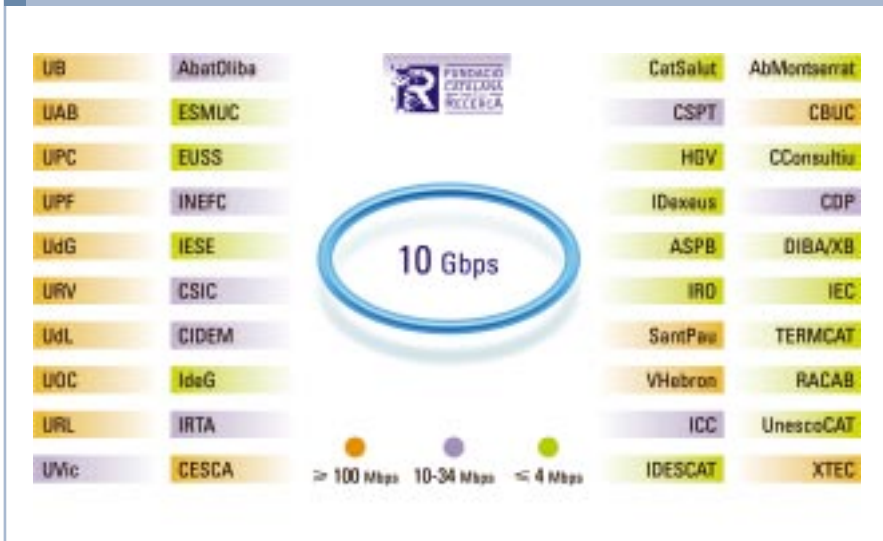 UB
UAB
UPC
UPF
UdG
URV
UdL
UOC
URL
UVic
AbatOliba
ESMUC
EUSS
INEFC
IESE
CSIC
CIDEM
IdeG
IRTA
CESCA
R FUNDACIÓ
CATALANA
RECERCA
10 Gbps
≥ 100 Mbps 10-34 Mbps ≤ 4 Mbps
CatSalut
CSPT
HGV
IDexeus
ASPB
IRO
SantPau
VHebron
ICC
IDESCAT
AbMontserrat
CBUC
CConsultiu
CDP
DIBA/XB
IEC
TERMCAT
RACAB
UnescoCAT
XTEC